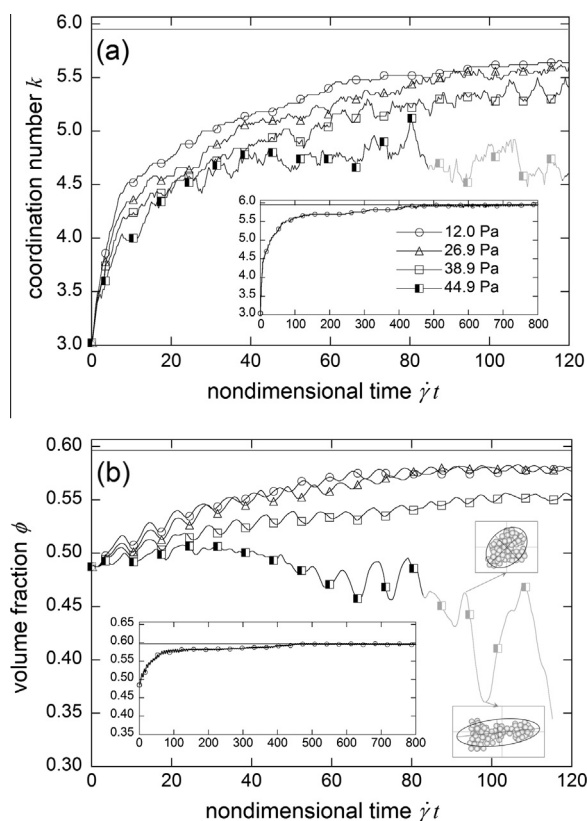 6.0
(a)
5.5
5.0
4.5
4.0
3.5
3.0
coordination number k
6.0
5.5
5.0
4.5
4.0
3.5
3.0
12.0 Pa
26.9 Pa
38.9 Pa
44.9 Pa
0 100 200 300 400 500 600 700 800
0 20 40 60 80 100 120
nondimensional time γ̇ t
0.60
(b)
0.55
0.50
0.45
0.40
0.35
0.30
volume fraction ϕ
0.65
0.60
0.55
0.50
0.45
0.40
0.35
0 100 200 300 400 500 600 700 800
0 20 40 60 80 100 120
nondimensional time γ̇ t